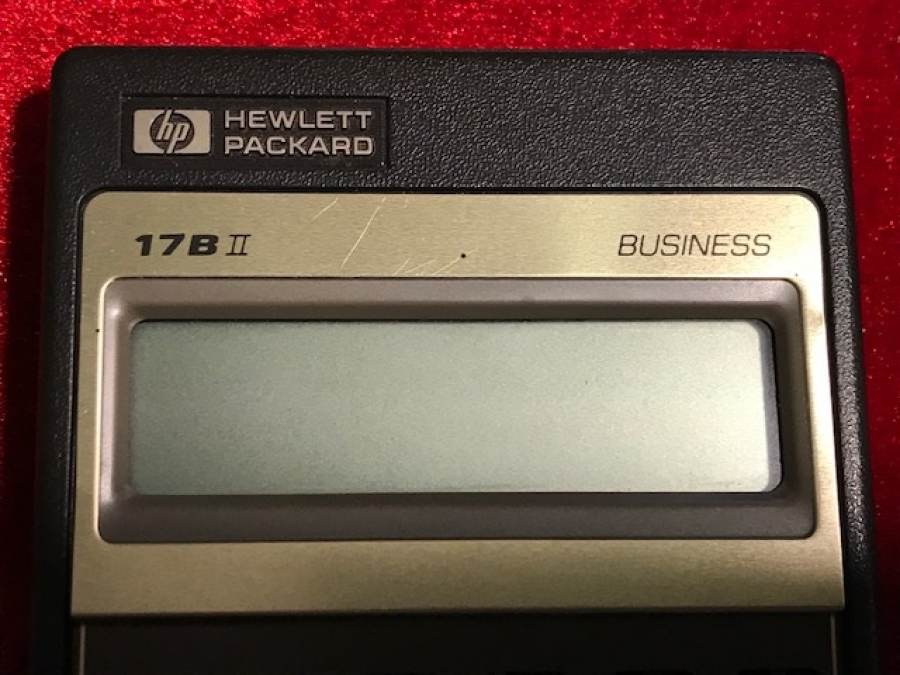 hp HEWLETT
PACKARD
17B II BUSINESS